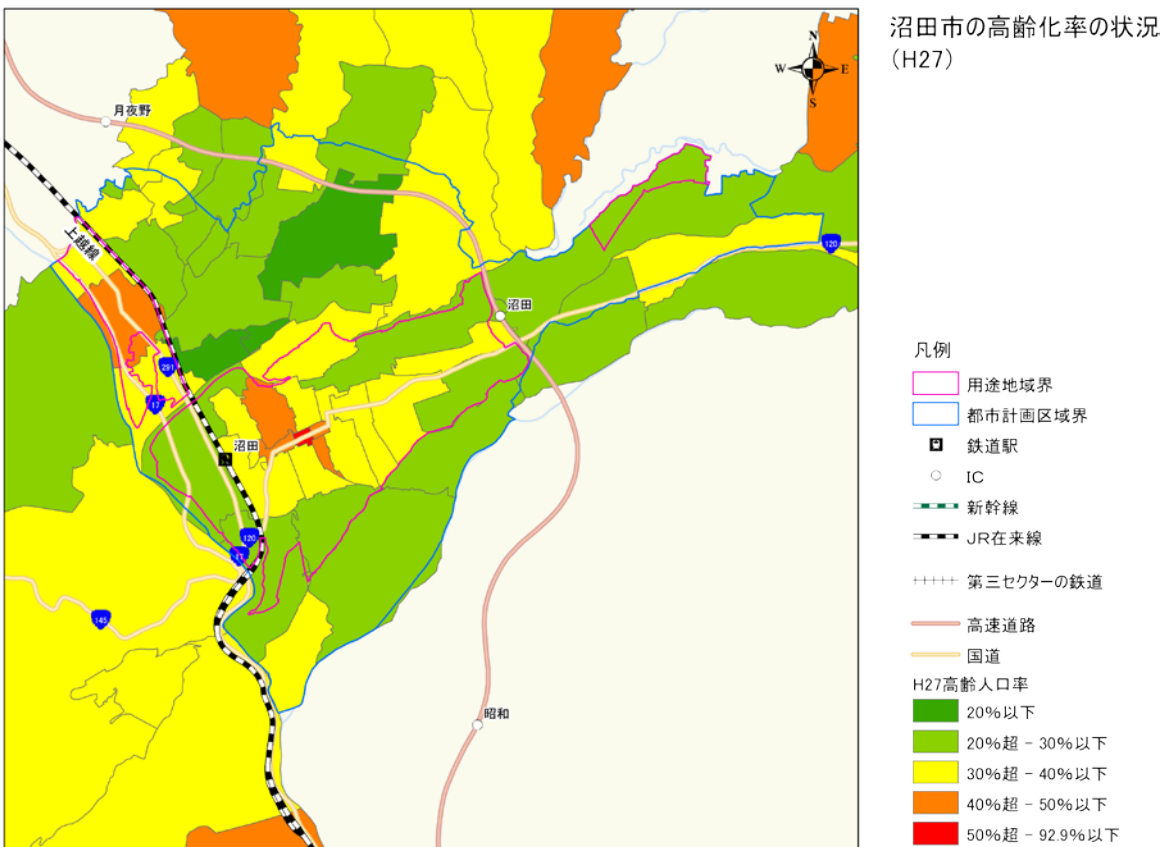 沼田市の高齢化率の状況
（H27）
N
W
E
S
月夜野
上越線
120
沼田
291
17
沼田
120
17
145
昭和
凡例
用途地域界
都市計画区域界
鉄道駅
IC
新幹線
JR在来線
第三セクターの鉄道
高速道路
国道
H27高齢人口率
20％以下
20％超 － 30％以下
30％超 － 40％以下
40％超 － 50％以下
50％超 － 92.9％以下